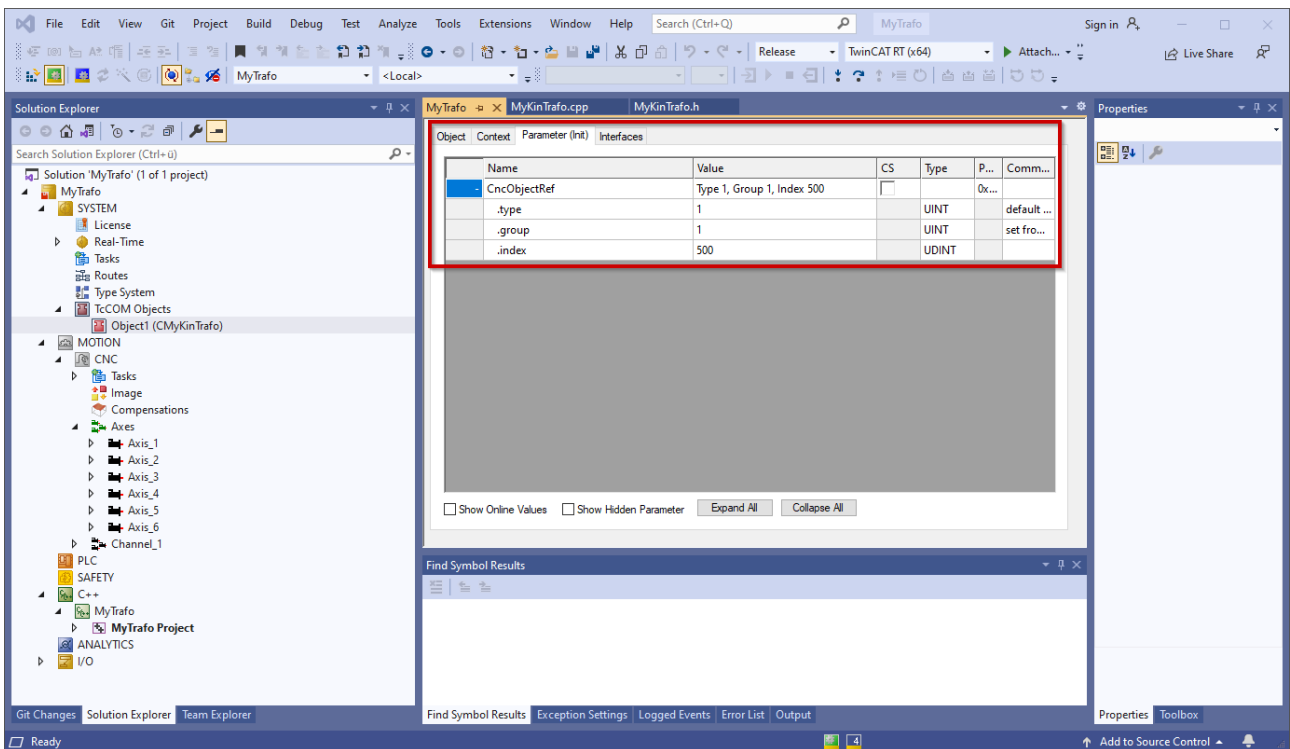 File Edit View Git Project Build Debug Test Analyze Tools Extensions Window Help Search (Ctrl+Q) MyTrafo Sign in
Release TwinCAT RT (x64) Attach... Live Share
MyTrafo <Local>
Solution Explorer
Search Solution Explorer (Ctrl+ü)
Solution 'MyTrafo' (1 of 1 project)
MyTrafo
SYSTEM
License
Real-Time
Tasks
Routes
Type System
TcCOM Objects
Object1 (CMyKinTrafo)
MOTION
CNC
Tasks
Image
Compensations
Axes
Axis_1
Axis_2
Axis_3
Axis_4
Axis_5
Axis_6
Channel_1
PLC
SAFETY
C++
MyTrafo
MyTrafo Project
ANALYTICS
I/O
Git Changes Solution Explorer Team Explorer
MyTrafo MyKinTrafo.cpp MyKinTrafo.h
Object Context Parameter (Init) Interfaces
Name Value CS Type P... Comm...
- CncObjectRef Type 1, Group 1, Index 500 0x...
.type 1 UINT default ...
.group 1 UINT set fro...
.index 500 UDINT
Show Online Values Show Hidden Parameter Expand All Collapse All
Find Symbol Results
Find Symbol Results Exception Settings Logged Events Error List Output
Properties
Properties Toolbox
Ready 4 Add to Source Control